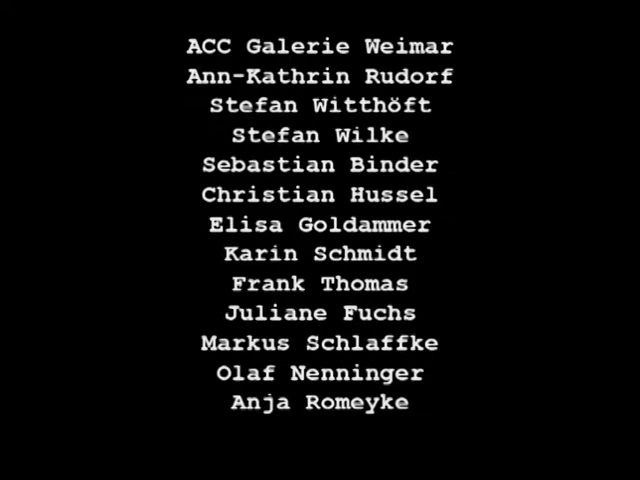 ACC Galerie Weimar
Ann-Kathrin Rudorf
Stefan Witthöft
Stefan Wilke
Sebastian Binder
Christian Hussel
Elisa Goldammer
Karin Schmidt
Frank Thomas
Juliane Fuchs
Markus Schlaffke
Olaf Nenninger
Anja Romeyke